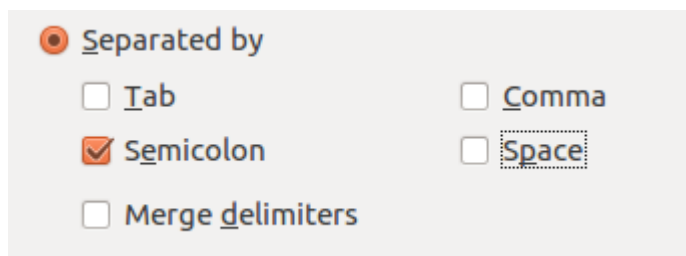 Separated by
Tab
Comma
Semicolon
Space
Merge delimiters